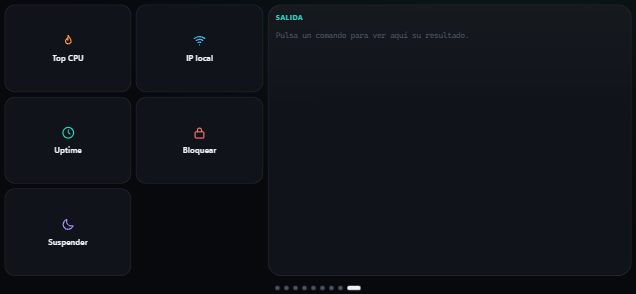 Top CPU
IP local
Uptime
Bloquear
Suspender
SALIDA
Pulsa un comando para ver aquí su resultado.